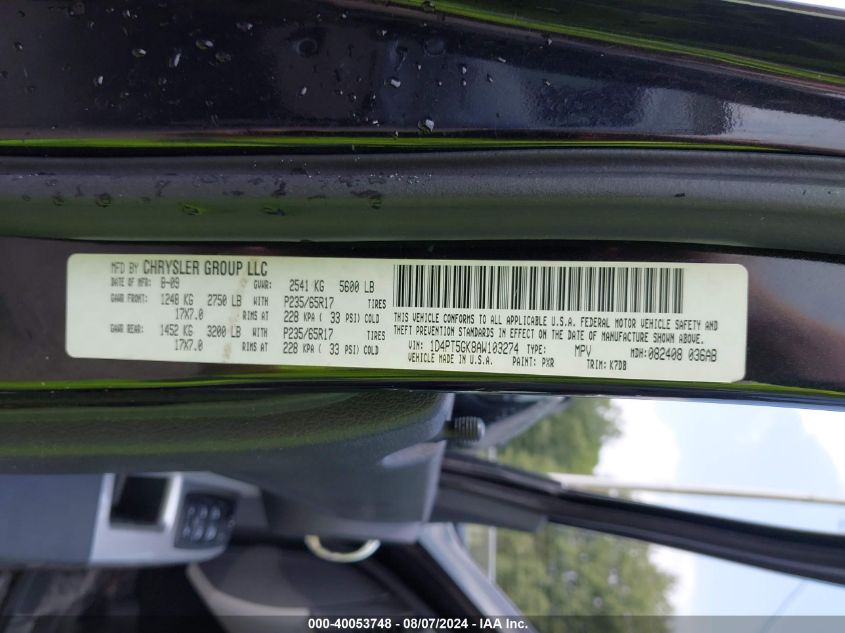 MFD BY CHRYSLER GROUP LLC
DATE OF MFR: 8-09 GVWR: 2541 KG 5600 LB
GAWR FRONT: 1248 KG 2750 LB WITH P235/65R17 TIRES
17X7.0 RIMS AT 228 KPA ( 33 PSI) COLD
GAWR REAR: 1452 KG 3200 LB WITH P235/65R17 TIRES
17X7.0 RIMS AT 228 KPA ( 33 PSI) COLD
THIS VEHICLE CONFORMS TO ALL APPLICABLE U.S.A. FEDERAL MOTOR VEHICLE SAFETY AND
THEFT PREVENTION STANDARDS IN EFFECT ON THE DATE OF MANUFACTURE SHOWN ABOVE.
VIN: 1D4PT5GK8AW103274 TYPE: MPV MDH: 082408 036AB
VEHICLE MADE IN U.S.A. PAINT: PXR TRIM: K7DB
000-40053748 - 08/07/2024 - IAA Inc.